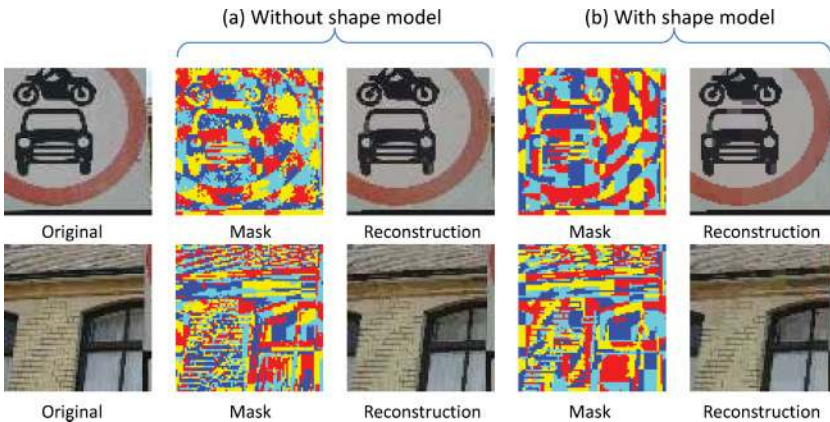 (a) Without shape model
(b) With shape model
Original
Mask
Reconstruction
Mask
Reconstruction
Original
Mask
Reconstruction
Mask
Reconstruction